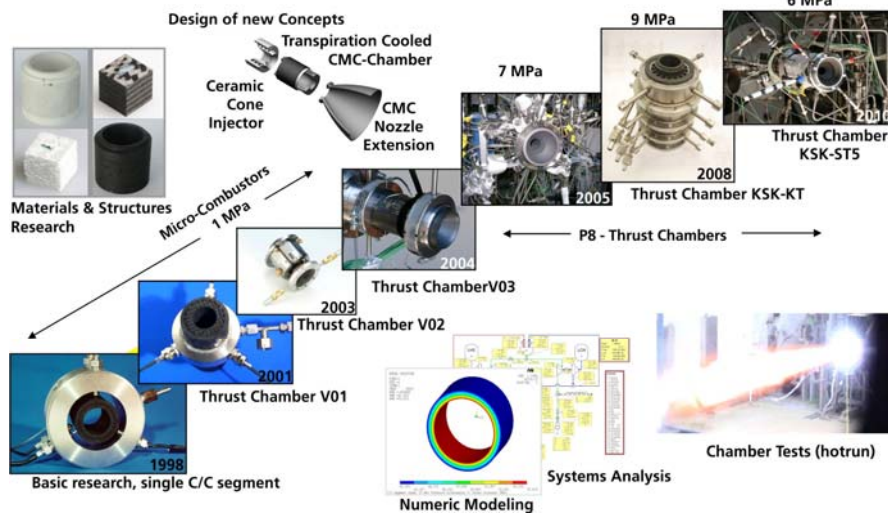 6 MPa
Design of new Concepts
9 MPa
Transpiration Cooled
CMC-Chamber
7 MPa
Ceramic
Cone
Injector
CMC
Nozzle
Extension
2010
Thrust Chamber
KSK-ST5
2005
2008
Thrust Chamber KSK-KT
Materials & Structures
Research
Micro-Combustors
1 MPa
P8 - Thrust Chambers
2004
Thrust ChamberV03
2003
Thrust Chamber V02
2001
Thrust Chamber V01
1998
Basic research, single C/C segment
Systems Analysis
Numeric Modeling
Chamber Tests (hotrun)